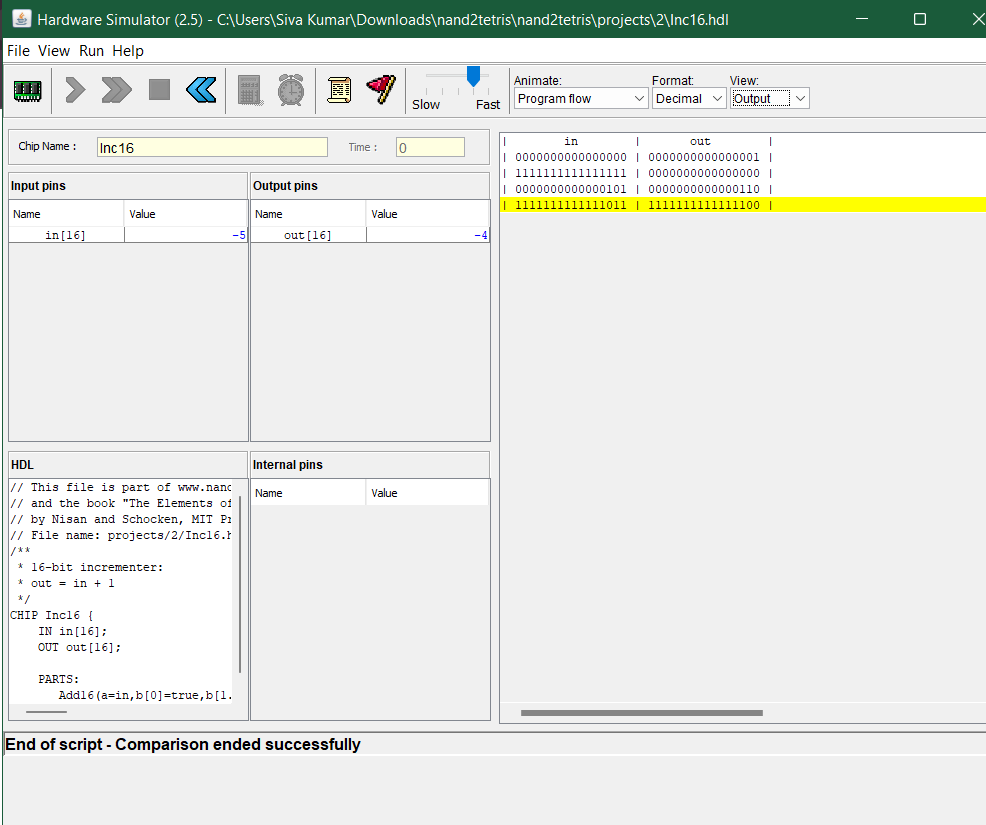 Hardware Simulator (2.5) - C:\Users\Siva Kumar\Downloads\nand2tetris\nand2tetris\projects\2\Inc16.hdl
File View Run Help
Slow Fast
Animate: Format: View:
Program flow Decimal Output
Chip Name : Inc16 Time : 0
Input pins
Name Value
in[16] -5
Output pins
Name Value
out[16] -4
HDL
// This file is part of www.nanc
// and the book "The Elements of
// by Nisan and Schocken, MIT Pr
// File name: projects/2/Inc16.h
/**
 * 16-bit incrementer:
 * out = in + 1
 */
CHIP Inc16 {
    IN in[16];
    OUT out[16];
    PARTS:
       Add16(a=in,b[0]=true,b[1.
Internal pins
Name Value
|        in        |       out        |
| 0000000000000000 | 0000000000000001 |
| 1111111111111111 | 0000000000000000 |
| 0000000000000101 | 0000000000000110 |
| 1111111111111011 | 1111111111111100 |
End of script - Comparison ended successfully